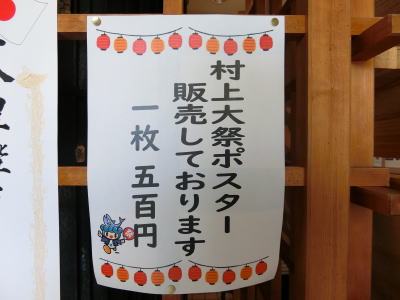 村上大祭ポスター
販売しております
一枚 五百円